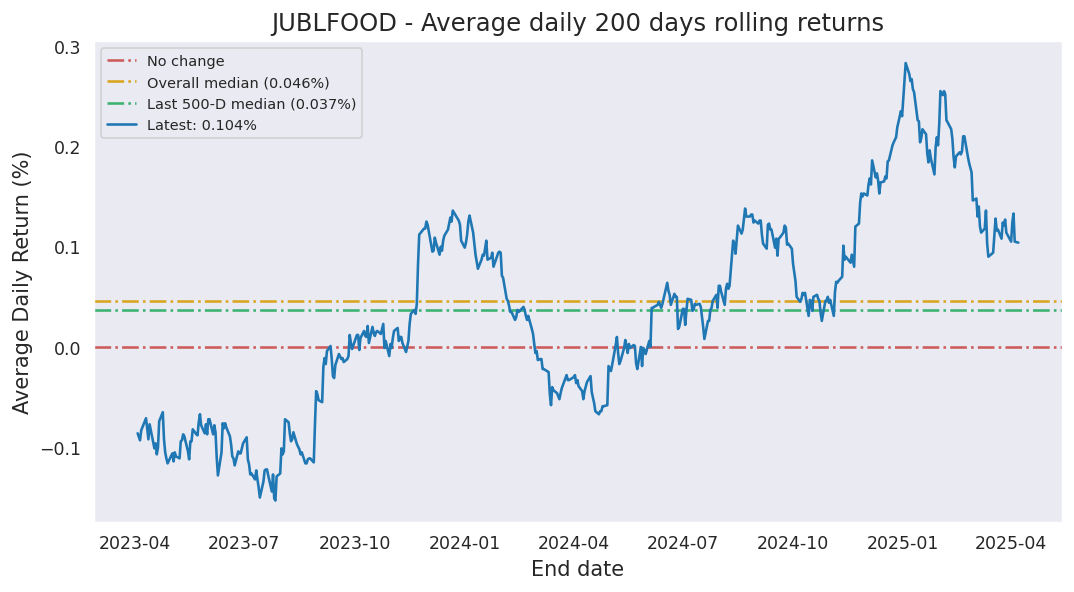 JUBLFOOD - Average daily 200 days rolling returns
No change
Overall median (0.046%)
Last 500-D median (0.037%)
Latest: 0.104%
Average Daily Return (%)
0.3
0.2
0.1
0.0
−0.1
2023-04 2023-07 2023-10 2024-01 2024-04 2024-07 2024-10 2025-01 2025-04
End date